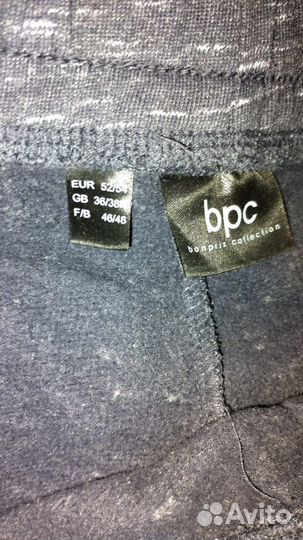 EUR 52/54
GB 36/38
F/B 46/48
bpc
bonprix collection
Avito